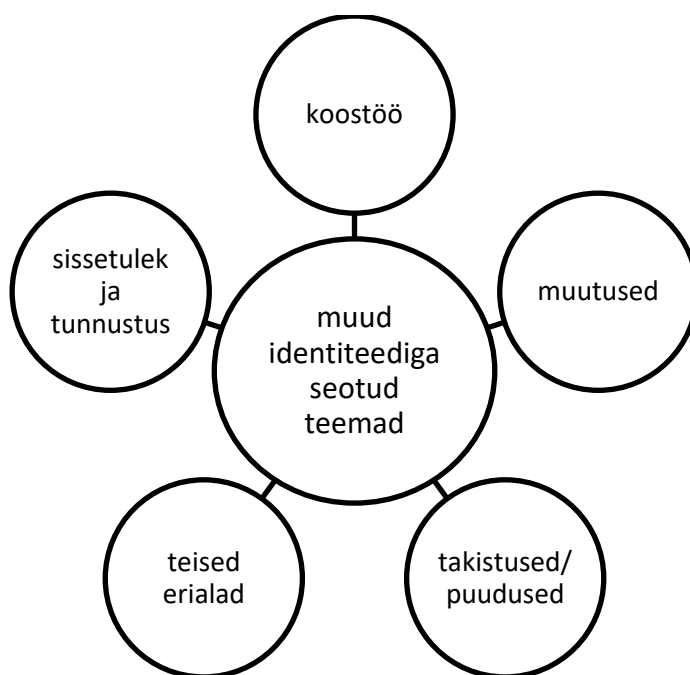 koostöö
sissetulek
ja
tunnustus
muutused
muud
identiteediga
seotud
teemad
teised
erialad
takistused/
puudused